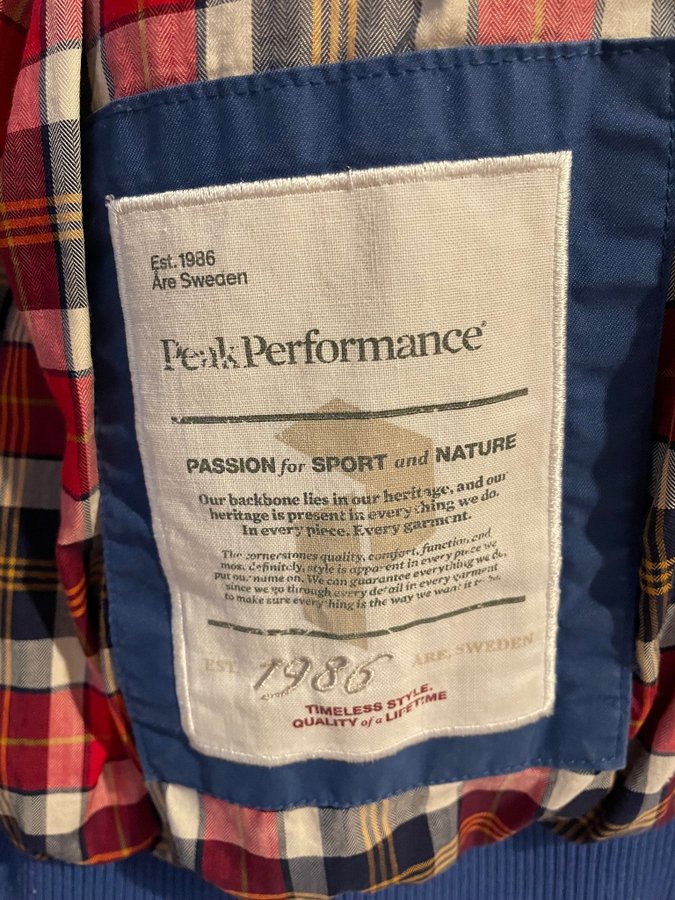 Est. 1986
Åre Sweden
Peak Performance®
PASSION for SPORT and NATURE
Our backbone lies in our heritage, and our
heritage is present in everything we do.
In every piece. Every garment.
The cornerstones quality, comfort, function, and
most definitely, style is apparent in every piece we
put our name on. We can guarantee everything we do,
since we go through every detail in every garment
to make sure everything is the way we want it to be.
EST. 1986 ÅRE, SWEDEN
TIMELESS STYLE.
QUALITY of a LIFETIME